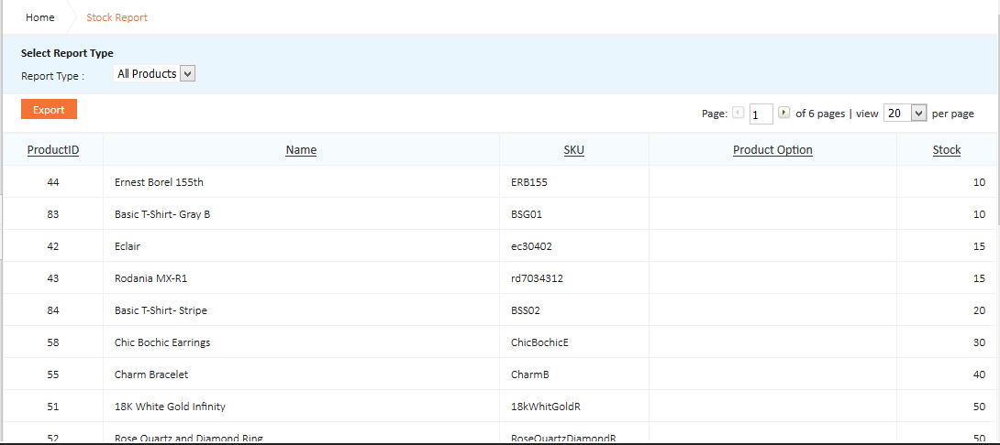 Home Stock Report
Select Report Type
Report Type : All Products
Export Page: 1 of 6 pages | view 20 per page
ProductID Name SKU Product Option Stock
44 Ernest Borel 155th ERB155 10
83 Basic T-Shirt- Gray B BSG01 10
42 Eclair ec30402 15
43 Rodania MX-R1 rd7034312 15
84 Basic T-Shirt- Stripe BSS02 20
58 Chic Bochic Earrings ChicBochicE 30
55 Charm Bracelet CharmB 40
51 18K White Gold Infinity 18kWhitGoldR 50
52 Rose Quartz and Diamond Ring RoseQuartzDiamondR 50